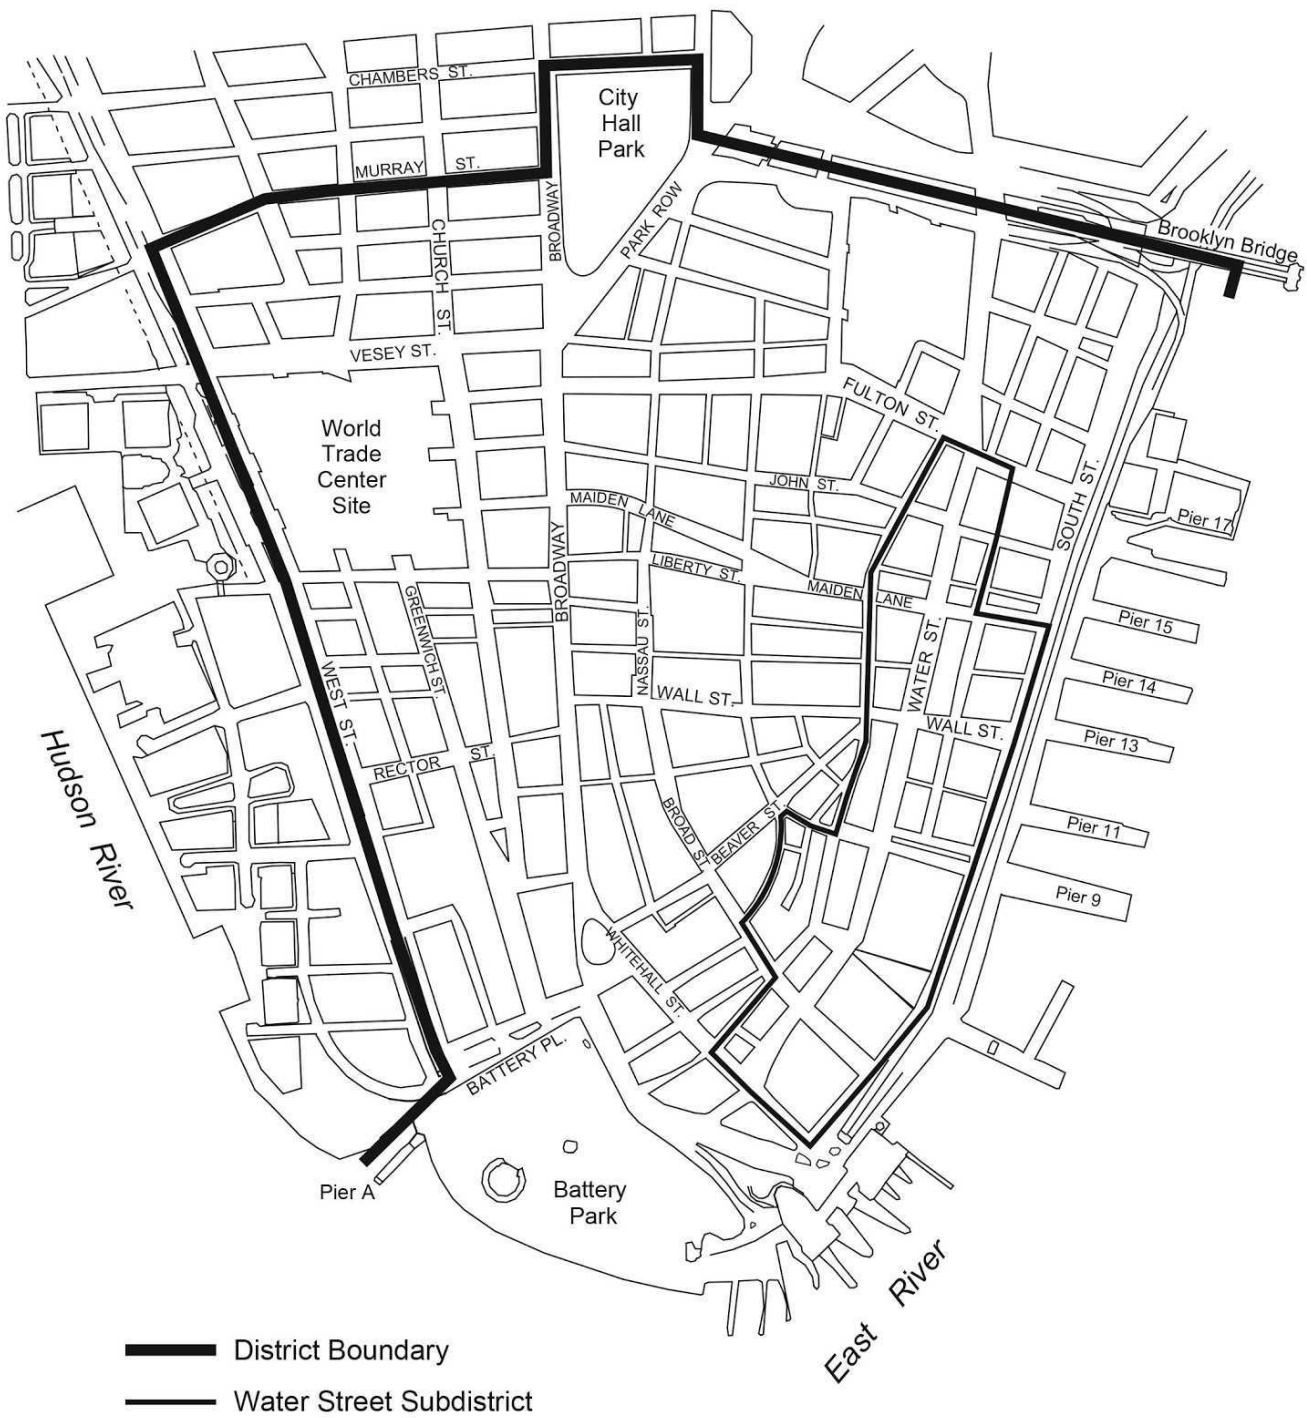 CHAMBERS ST.
City
Hall
Park
MURRAY ST.
BROADWAY
PARK ROW
CHURCH ST.
Brooklyn Bridge
VESEY ST.
FULTON ST.
World
Trade
Center
Site
JOHN ST.
SOUTH ST.
MAIDEN LANE
Pier 17
BROADWAY
LIBERTY ST.
MAIDEN LANE
GREENWICH ST.
NASSAU ST.
Pier 15
WATER ST.
WEST ST.
WALL ST.
Pier 14
WALL ST.
Pier 13
RECTOR ST.
Hudson River
BROAD ST.
BEAVER ST.
Pier 11
Pier 9
WHITEHALL ST.
BATTERY PL.
Pier A
Battery
Park
East River
District Boundary
Water Street Subdistrict